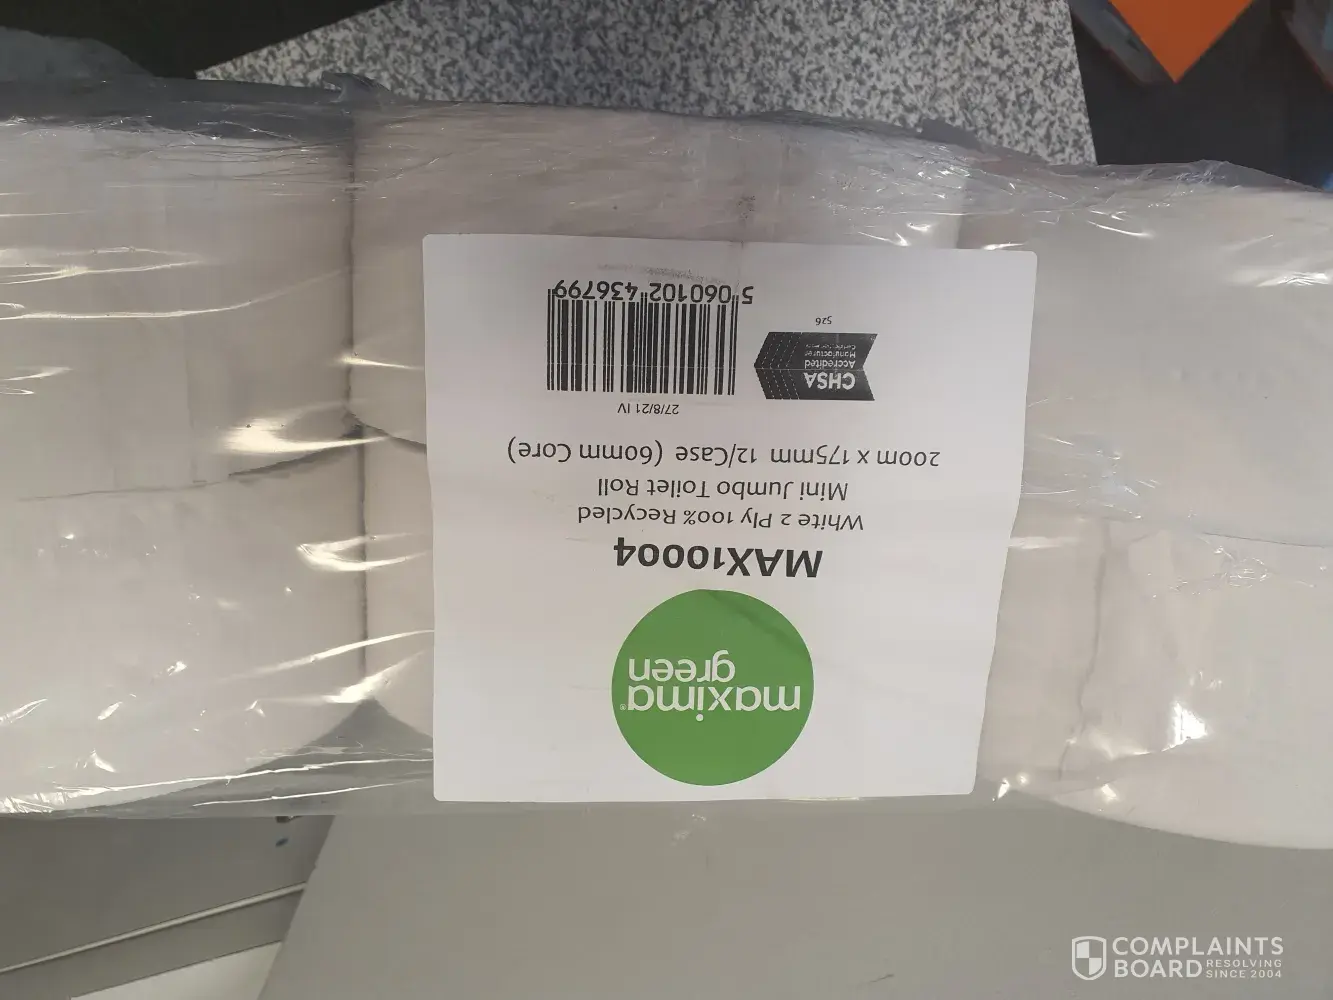 maxima®
green
MAX10004
White 2 Ply 100% Recycled
Mini Jumbo Toilet Roll
200m x 175mm 12/Case (60mm Core)
27/8/21 IV
CHSA
Accredited
Manufacturer
526
5 060102 436799
COMPLAINTS
BOARD RESOLVING
SINCE 2004